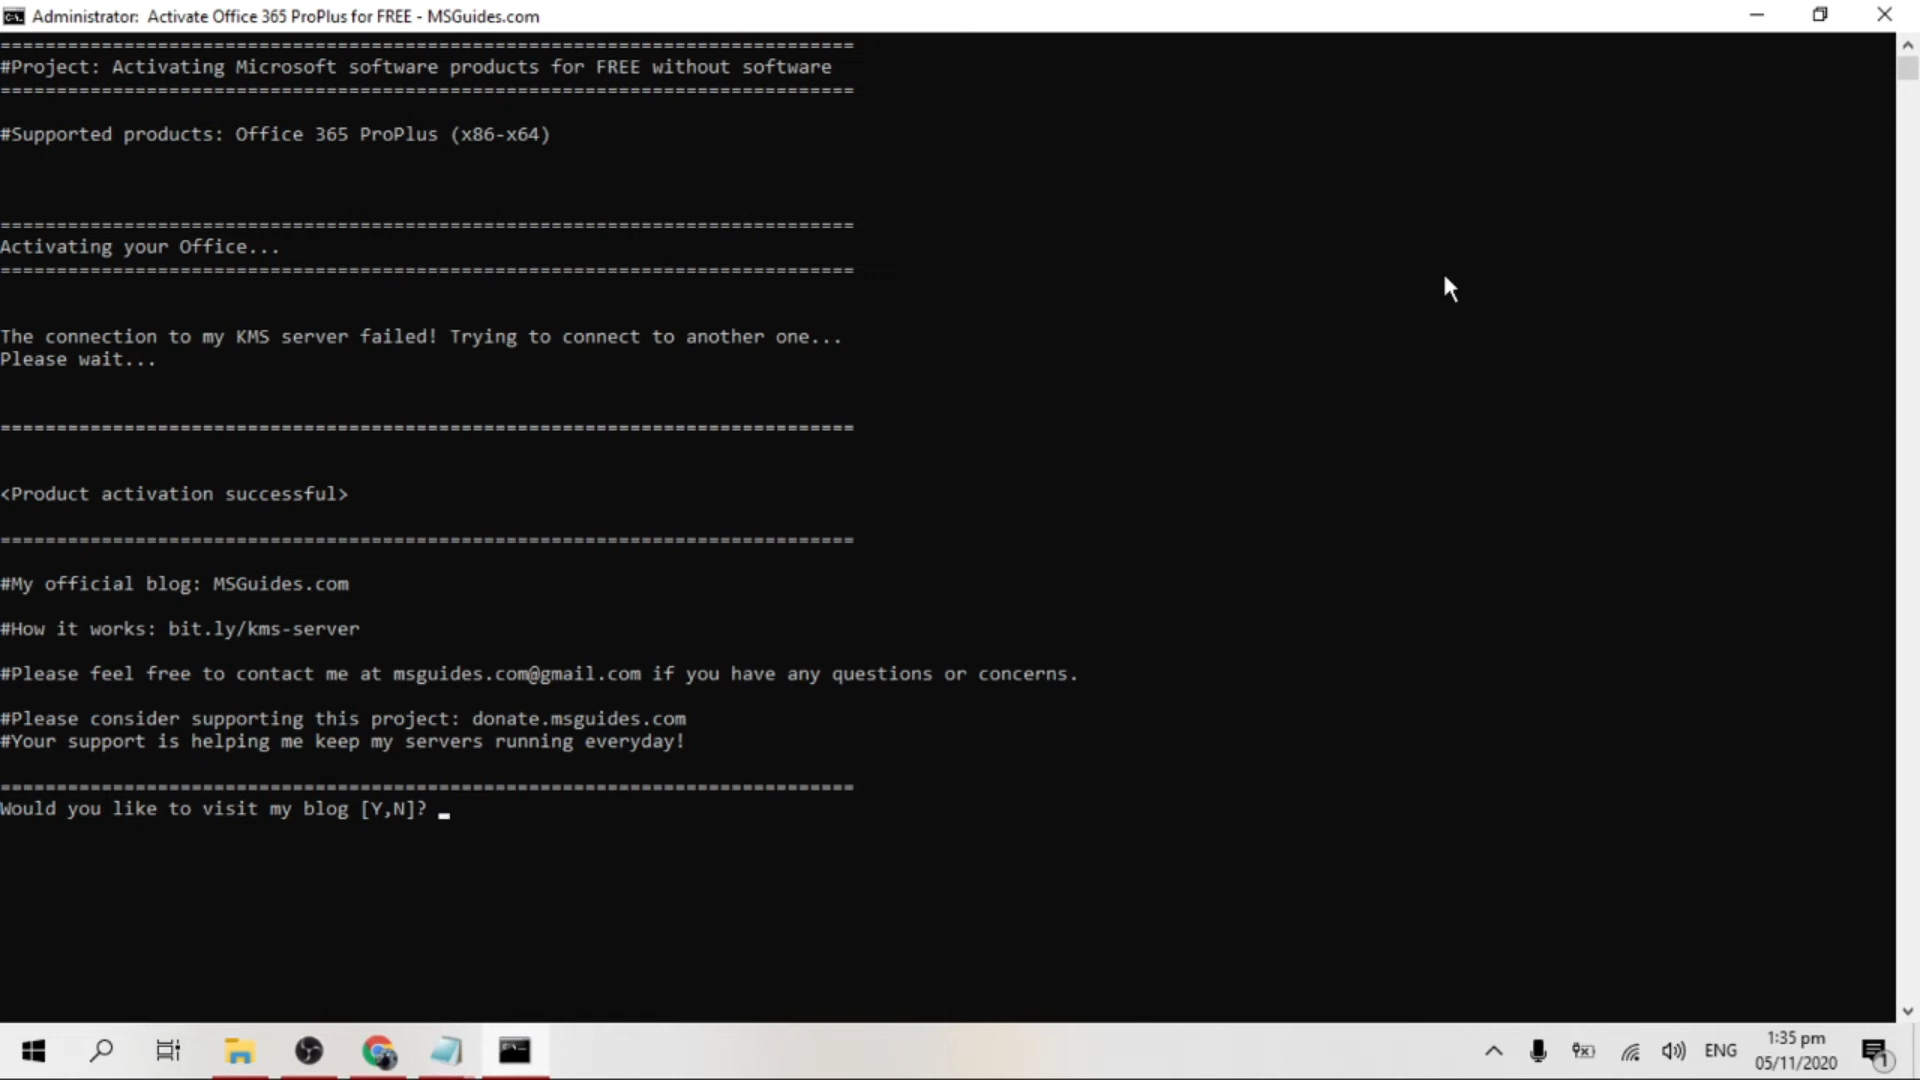 Administrator: Activate Office 365 ProPlus for FREE - MSGuides.com
============================================================================
#Project: Activating Microsoft software products for FREE without software
============================================================================
#Supported products: Office 365 ProPlus (x86-x64)
============================================================================
Activating your Office...
============================================================================
The connection to my KMS server failed! Trying to connect to another one...
Please wait...
============================================================================
<Product activation successful>
============================================================================
#My official blog: MSGuides.com
#How it works: bit.ly/kms-server
#Please feel free to contact me at msguides.com@gmail.com if you have any questions or concerns.
#Please consider supporting this project: donate.msguides.com
#Your support is helping me keep my servers running everyday!
============================================================================
Would you like to visit my blog [Y,N]? _
ENG
1:35 pm
05/11/2020
1